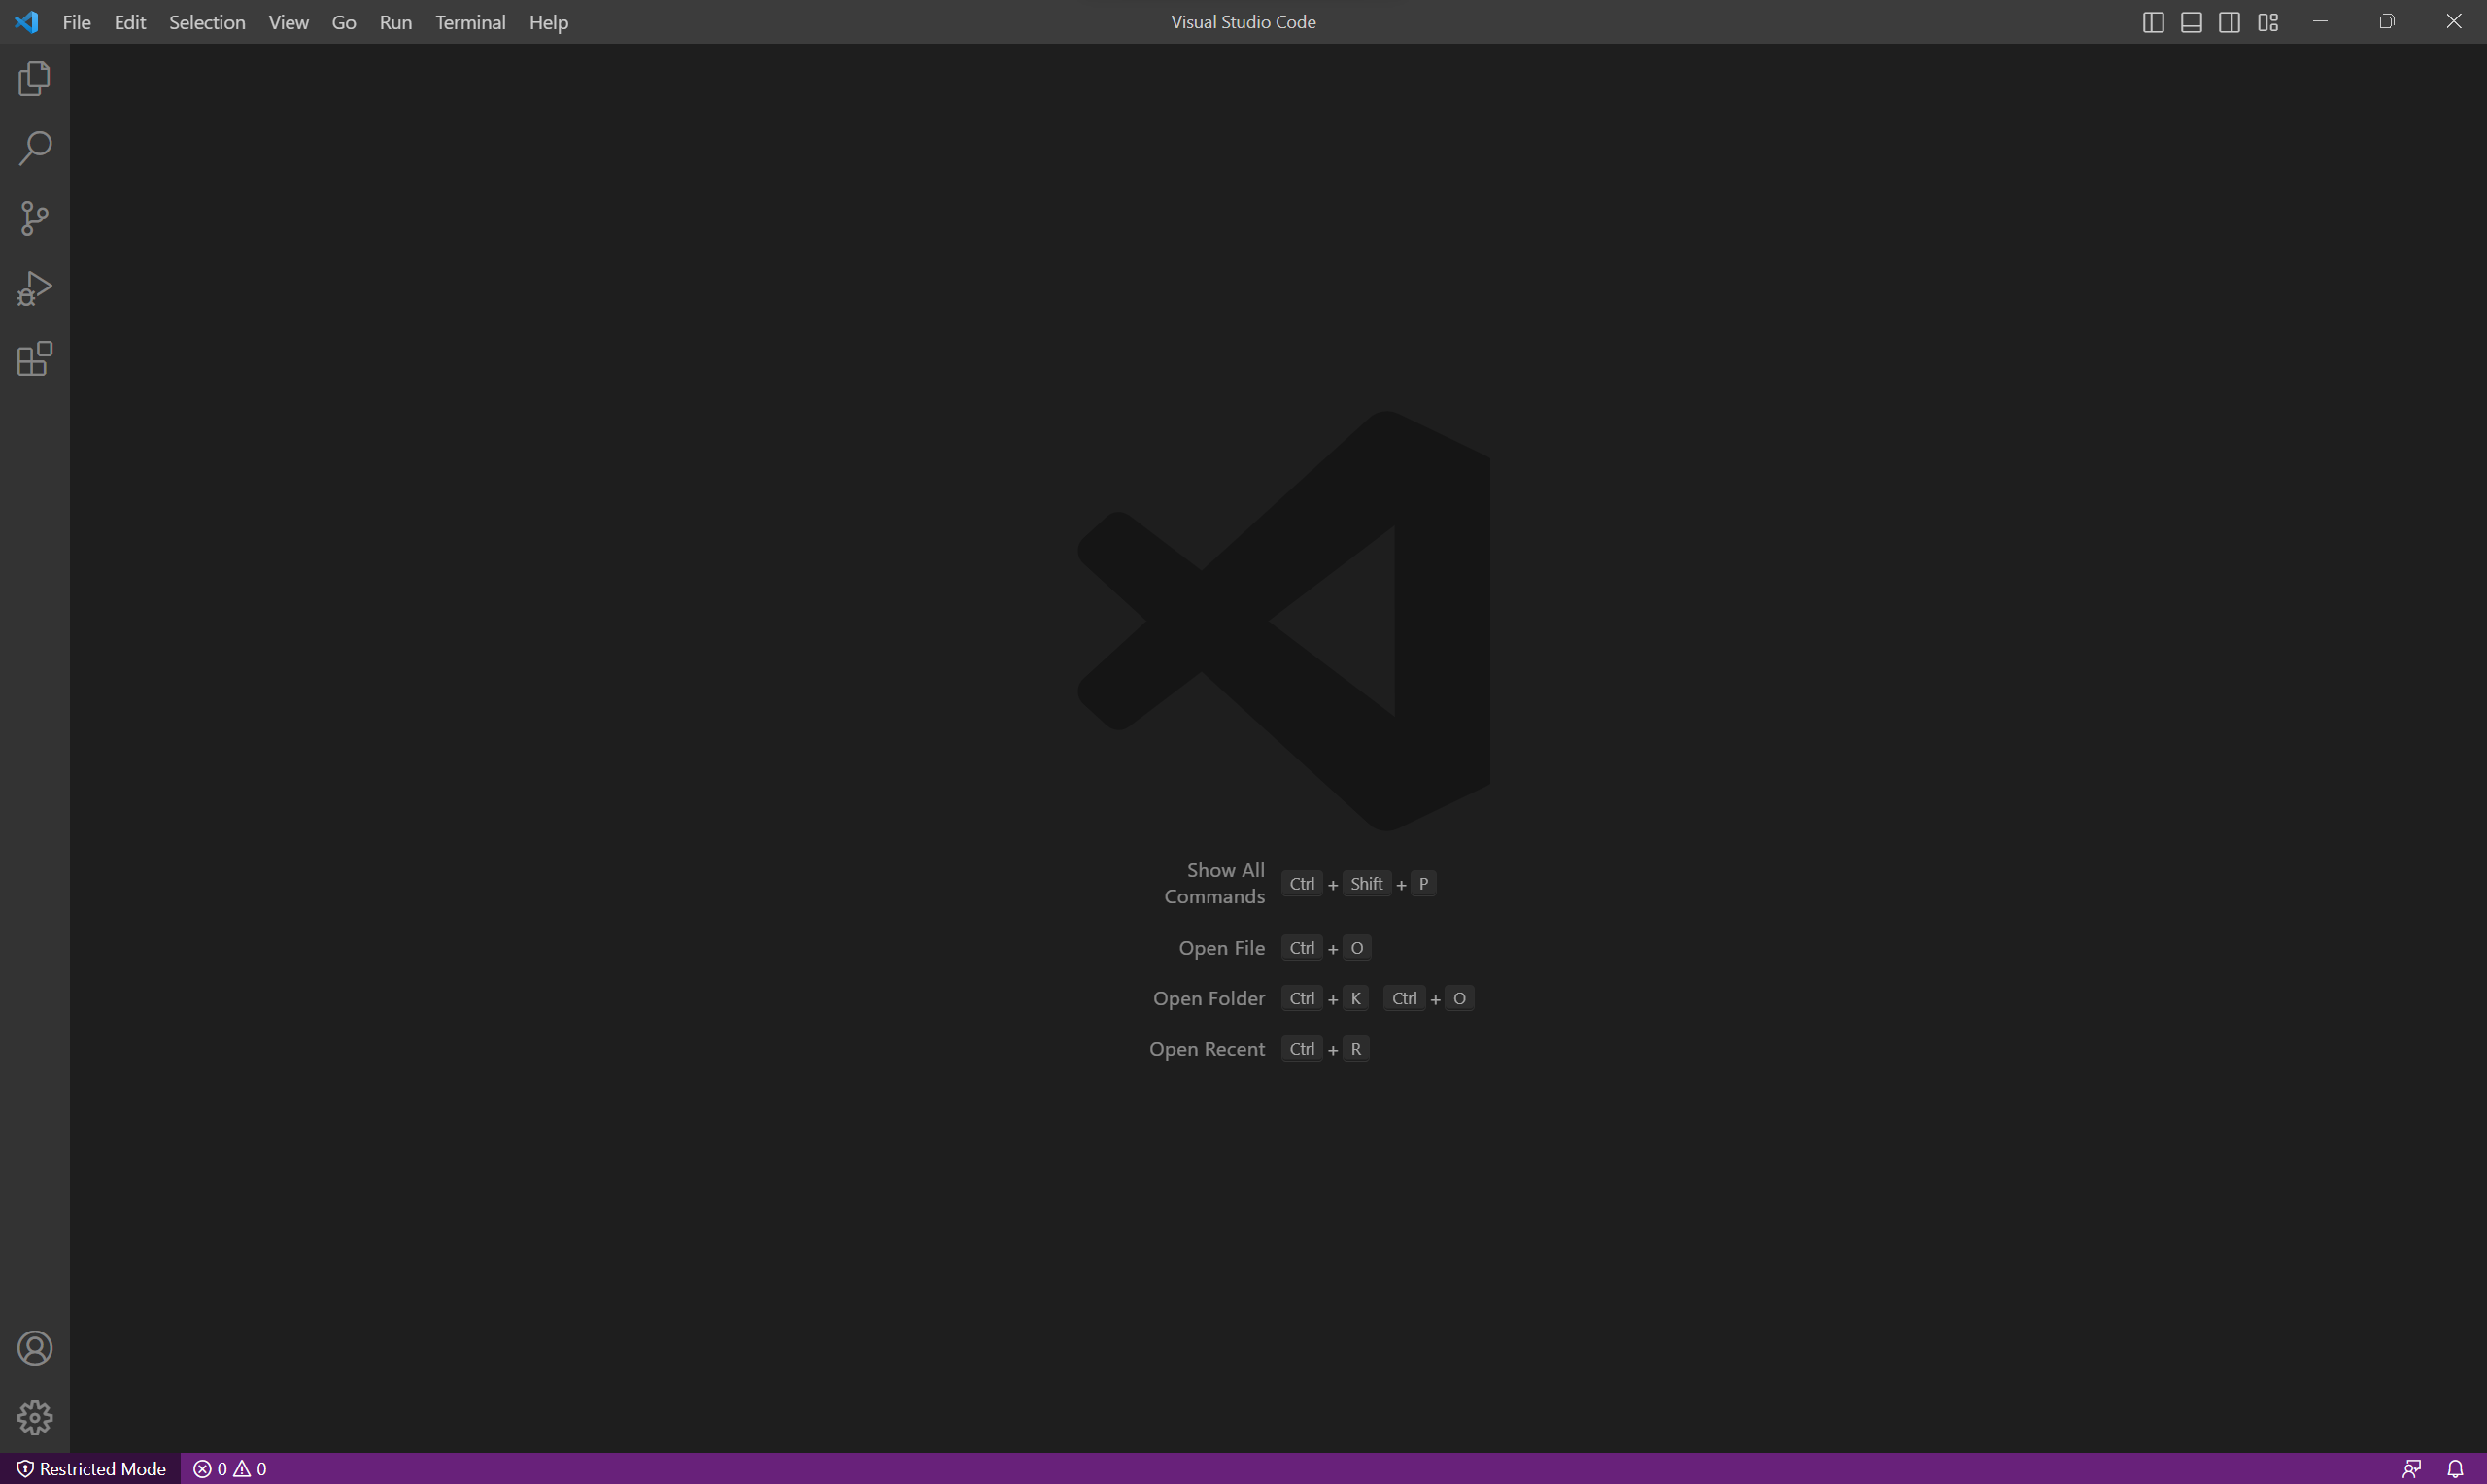 File Edit Selection View Go Run Terminal Help Visual Studio Code
Show All
Commands Ctrl + Shift + P
Open File Ctrl + O
Open Folder Ctrl + K Ctrl + O
Open Recent Ctrl + R
Restricted Mode 0 0